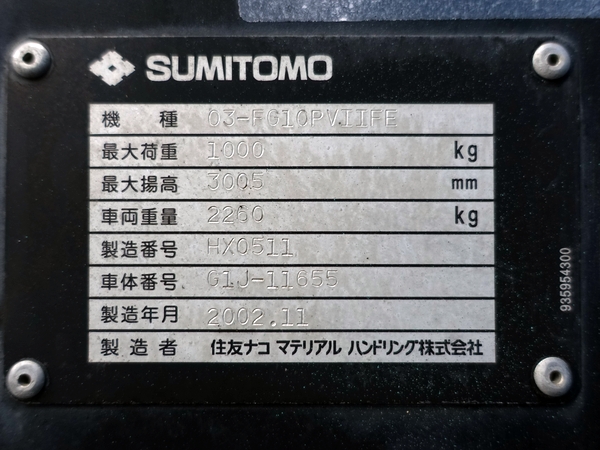 SUMITOMO
機種 03-FG10PVIIFE
最大荷重 1000 kg
最大揚高 3005 mm
車両重量 2260 kg
製造番号 HX0511
車体番号 G1J-11655
製造年月 2002.11
製造者 住友ナコ マテリアル ハンドリング株式会社
935954300